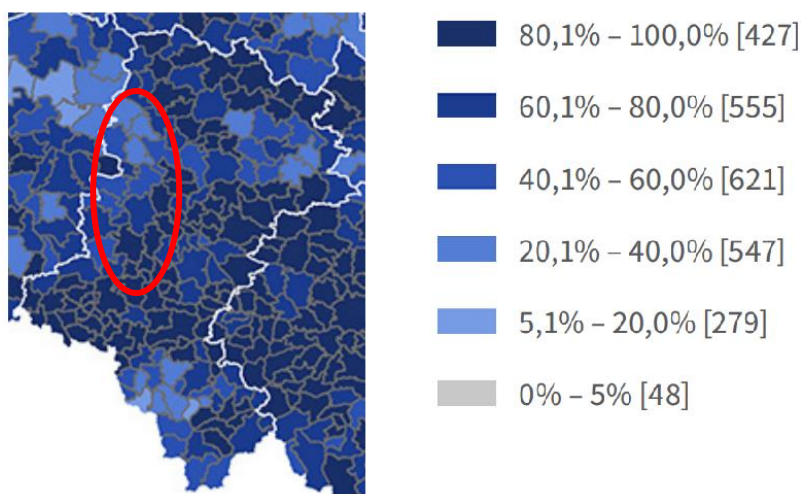 80,1% – 100,0% [427]
60,1% – 80,0% [555]
40,1% – 60,0% [621]
20,1% – 40,0% [547]
5,1% – 20,0% [279]
0% – 5% [48]